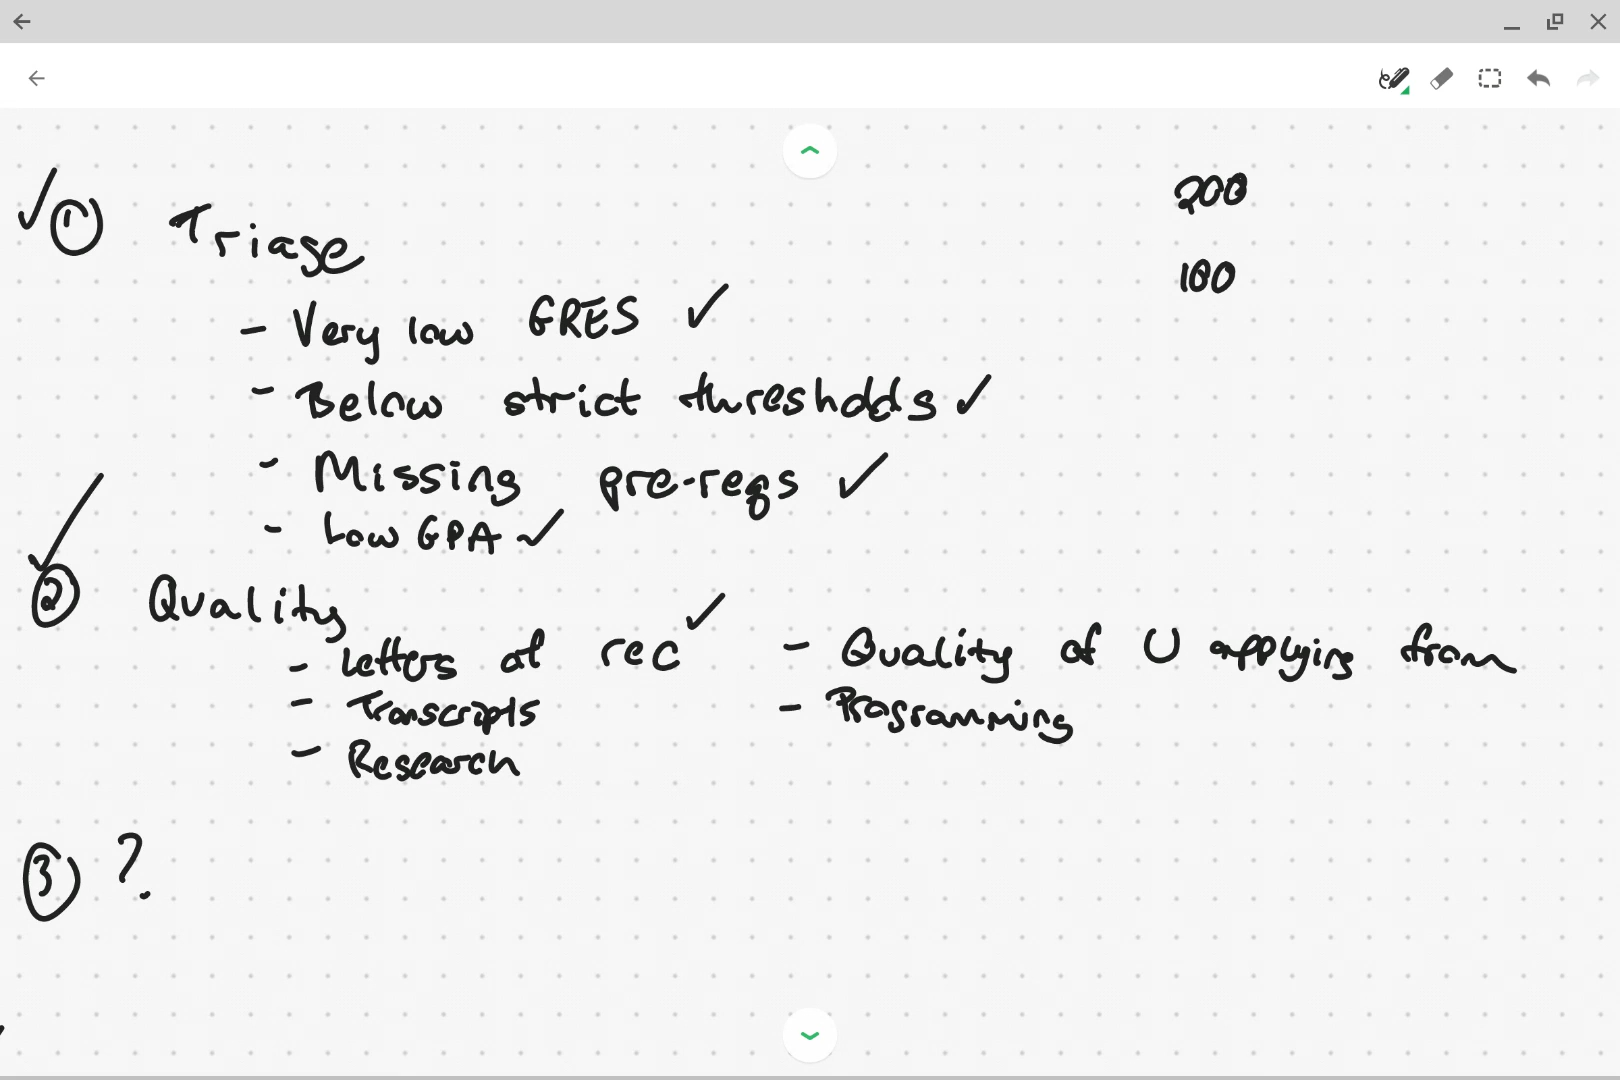 200
① Triage
100
- Very low GRES ✓
- Below strict thresholds ✓
- Missing pre-reqs ✓
- Low GPA ✓
② Quality
- Letters of rec ✓
- Transcripts
- Research
- Quality of U applying from
- Programming
③ ?